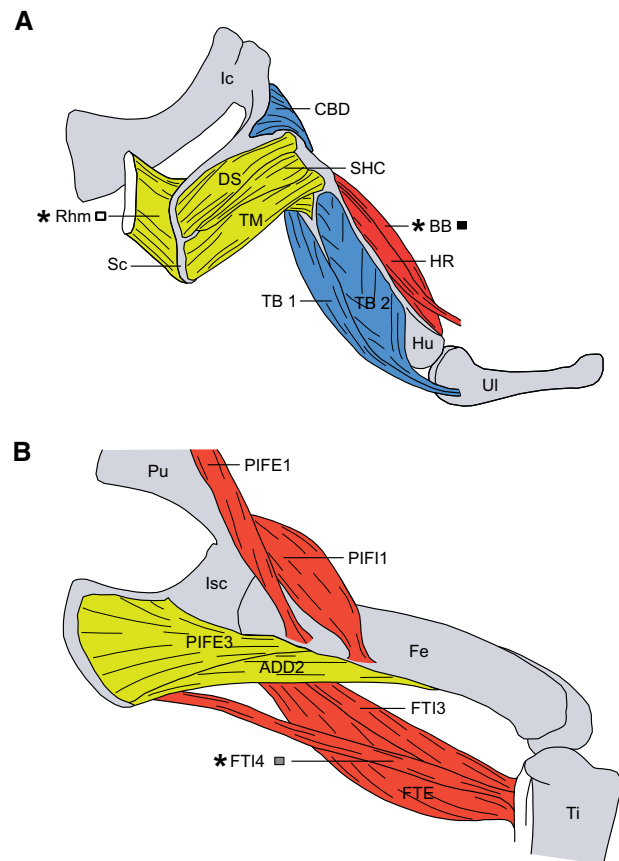 A
Ic
CBD
DS
SHC
* Rhm
TM
* BB
Sc
HR
TB 1
TB 2
Hu
Ul
B
Pu
PIFE1
PIFI1
Isc
PIFE3
Fe
ADD2
FTI3
* FTI4
FTE
Ti